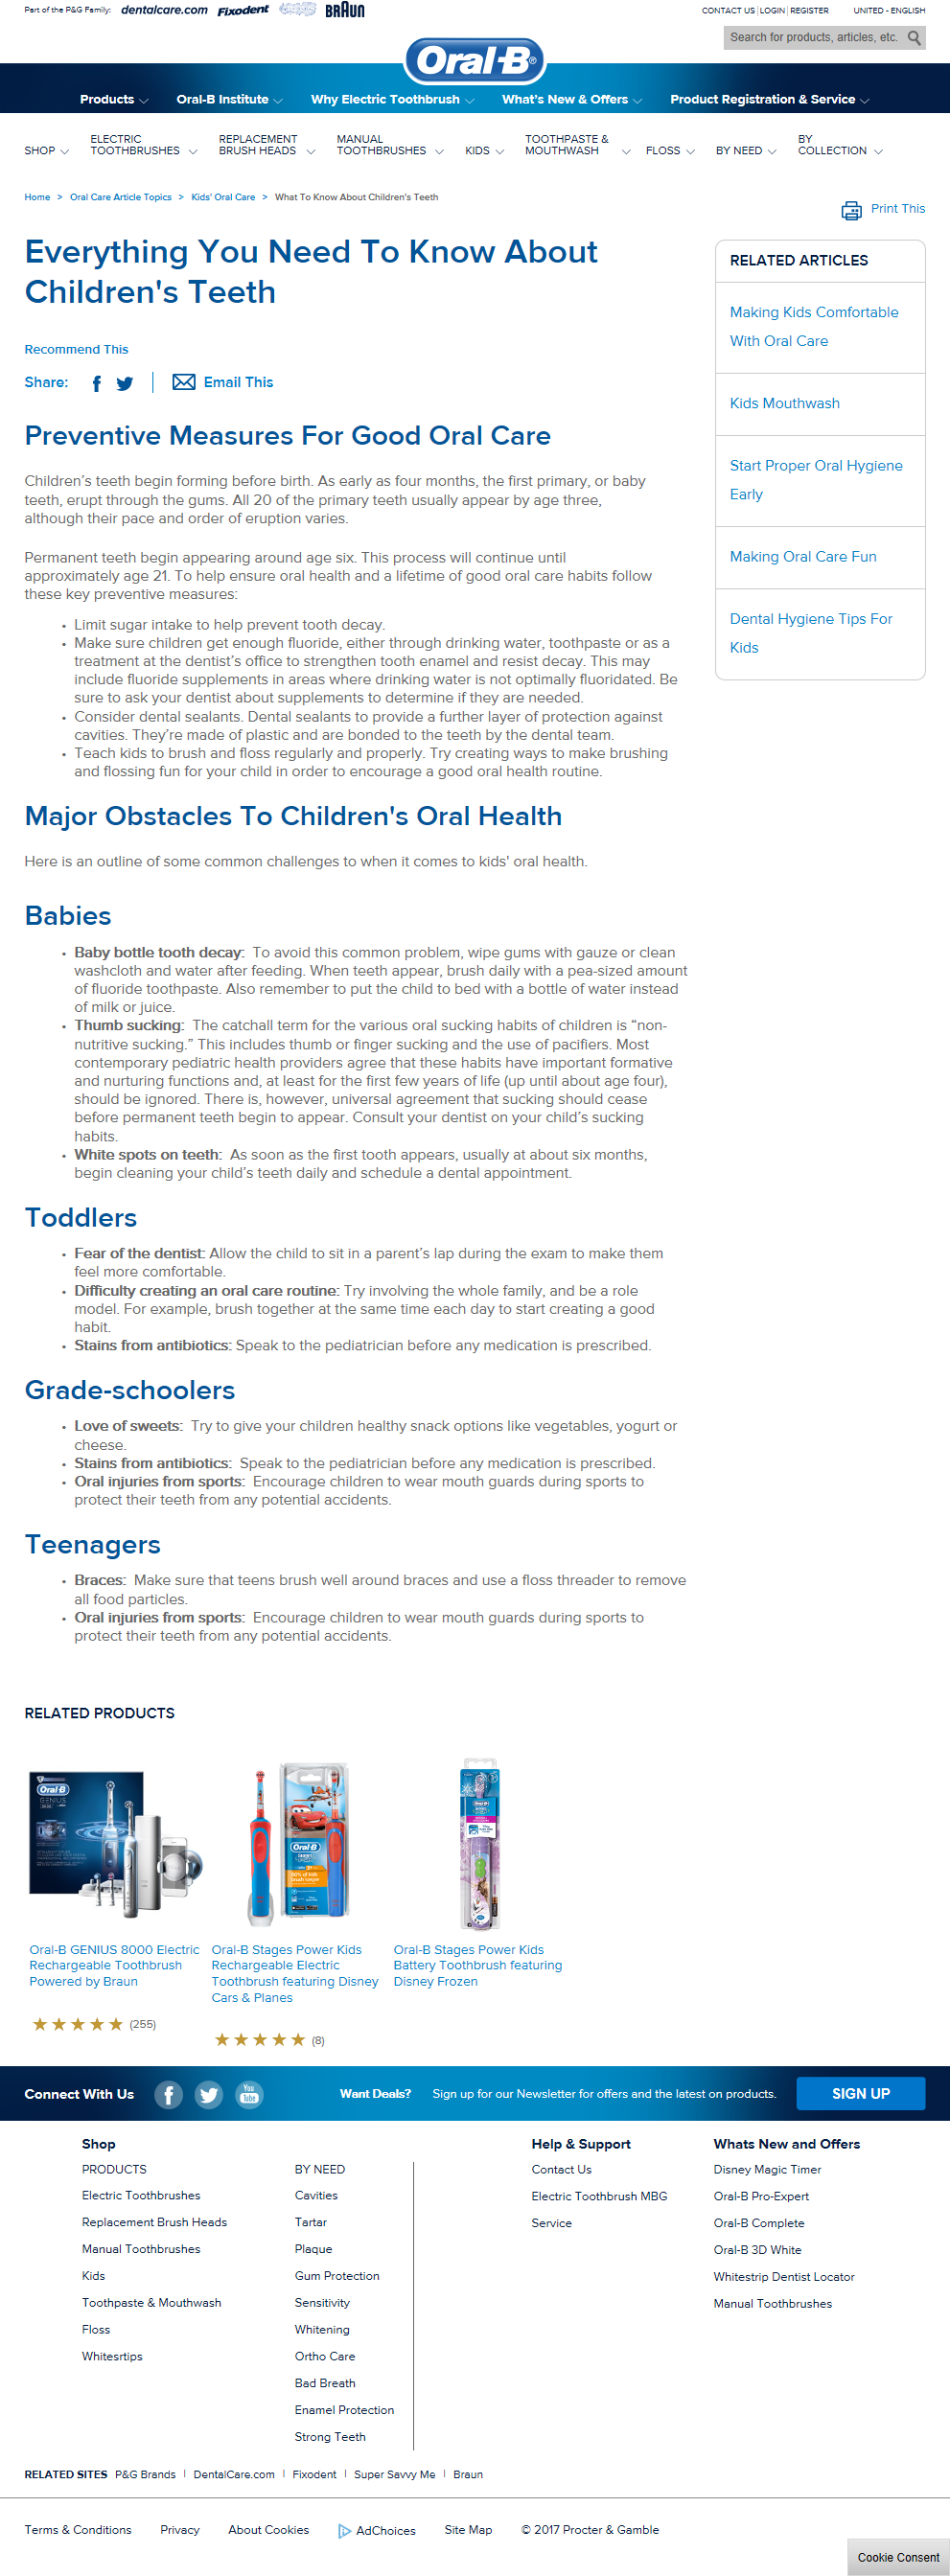 Part of the P&G Family:
dentalcare.com Fixodent BRAUN
CONTACT US LOGIN REGISTER UNITED - ENGLISH
Search for products, articles, etc.
Oral-B®
Products Oral-B Institute Why Electric Toothbrush What's New & Offers Product Registration & Service
SHOP
ELECTRIC
TOOTHBRUSHES
REPLACEMENT
BRUSH HEADS
MANUAL
TOOTHBRUSHES
KIDS
TOOTHPASTE &
MOUTHWASH
FLOSS
BY NEED
BY
COLLECTION
Home > Oral Care Article Topics > Kids' Oral Care > What To Know About Children's Teeth
Print This
Everything You Need To Know About
Children's Teeth
Recommend This
Share: Email This
Preventive Measures For Good Oral Care
Children's teeth begin forming before birth. As early as four months, the first primary, or baby
teeth, erupt through the gums. All 20 of the primary teeth usually appear by age three,
although their pace and order of eruption varies.
Permanent teeth begin appearing around age six. This process will continue until
approximately age 21. To help ensure oral health and a lifetime of good oral care habits follow
these key preventive measures:
• Limit sugar intake to help prevent tooth decay.
• Make sure children get enough fluoride, either through drinking water, toothpaste or as a
treatment at the dentist's office to strengthen tooth enamel and resist decay. This may
include fluoride supplements in areas where drinking water is not optimally fluoridated. Be
sure to ask your dentist about supplements to determine if they are needed.
• Consider dental sealants. Dental sealants to provide a further layer of protection against
cavities. They're made of plastic and are bonded to the teeth by the dental team.
• Teach kids to brush and floss regularly and properly. Try creating ways to make brushing
and flossing fun for your child in order to encourage a good oral health routine.
Major Obstacles To Children's Oral Health
Here is an outline of some common challenges to when it comes to kids' oral health.
Babies
• Baby bottle tooth decay: To avoid this common problem, wipe gums with gauze or clean
washcloth and water after feeding. When teeth appear, brush daily with a pea-sized amount
of fluoride toothpaste. Also remember to put the child to bed with a bottle of water instead
of milk or juice.
• Thumb sucking: The catchall term for the various oral sucking habits of children is “non-
nutritive sucking.” This includes thumb or finger sucking and the use of pacifiers. Most
contemporary pediatric health providers agree that these habits have important formative
and nurturing functions and, at least for the first few years of life (up until about age four),
should be ignored. There is, however, universal agreement that sucking should cease
before permanent teeth begin to appear. Consult your dentist on your child's sucking
habits.
• White spots on teeth: As soon as the first tooth appears, usually at about six months,
begin cleaning your child's teeth daily and schedule a dental appointment.
Toddlers
• Fear of the dentist: Allow the child to sit in a parent's lap during the exam to make them
feel more comfortable.
• Difficulty creating an oral care routine: Try involving the whole family, and be a role
model. For example, brush together at the same time each day to start creating a good
habit.
• Stains from antibiotics: Speak to the pediatrician before any medication is prescribed.
Grade-schoolers
• Love of sweets: Try to give your children healthy snack options like vegetables, yogurt or
cheese.
• Stains from antibiotics: Speak to the pediatrician before any medication is prescribed.
• Oral injuries from sports: Encourage children to wear mouth guards during sports to
protect their teeth from any potential accidents.
Teenagers
• Braces: Make sure that teens brush well around braces and use a floss threader to remove
all food particles.
• Oral injuries from sports: Encourage children to wear mouth guards during sports to
protect their teeth from any potential accidents.
RELATED ARTICLES
Making Kids Comfortable
With Oral Care
Kids Mouthwash
Start Proper Oral Hygiene
Early
Making Oral Care Fun
Dental Hygiene Tips For
Kids
RELATED PRODUCTS
Oral-B
GENIUS
Oral-B
Oral-B GENIUS 8000 Electric
Rechargeable Toothbrush
Powered by Braun
(255)
Oral-B Stages Power Kids
Rechargeable Electric
Toothbrush featuring Disney
Cars & Planes
(8)
Oral-B Stages Power Kids
Battery Toothbrush featuring
Disney Frozen
Connect With Us
You
Tube
Want Deals? Sign up for our Newsletter for offers and the latest on products. SIGN UP
Shop
PRODUCTS
Electric Toothbrushes
Replacement Brush Heads
Manual Toothbrushes
Kids
Toothpaste & Mouthwash
Floss
Whitesrtips
BY NEED
Cavities
Tartar
Plaque
Gum Protection
Sensitivity
Whitening
Ortho Care
Bad Breath
Enamel Protection
Strong Teeth
Help & Support
Contact Us
Electric Toothbrush MBG
Service
Whats New and Offers
Disney Magic Timer
Oral-B Pro-Expert
Oral-B Complete
Oral-B 3D White
Whitestrip Dentist Locator
Manual Toothbrushes
RELATED SITES P&G Brands | DentalCare.com | Fixodent | Super Savvy Me | Braun
Terms & Conditions Privacy About Cookies AdChoices Site Map © 2017 Procter & Gamble
Cookie Consent